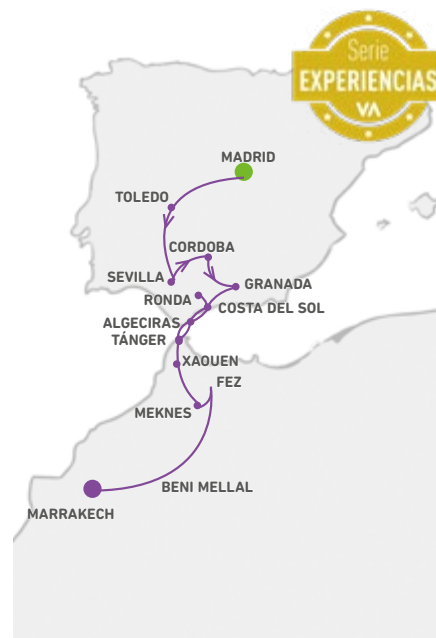 Serie
EXPERIENCIAS
VA
MADRID
TOLEDO
CORDOBA
SEVILLA
GRANADA
RONDA
COSTA DEL SOL
ALGECIRAS
TÁNGER
XAOUEN
FEZ
MEKNES
BENI MELLAL
MARRAKECH